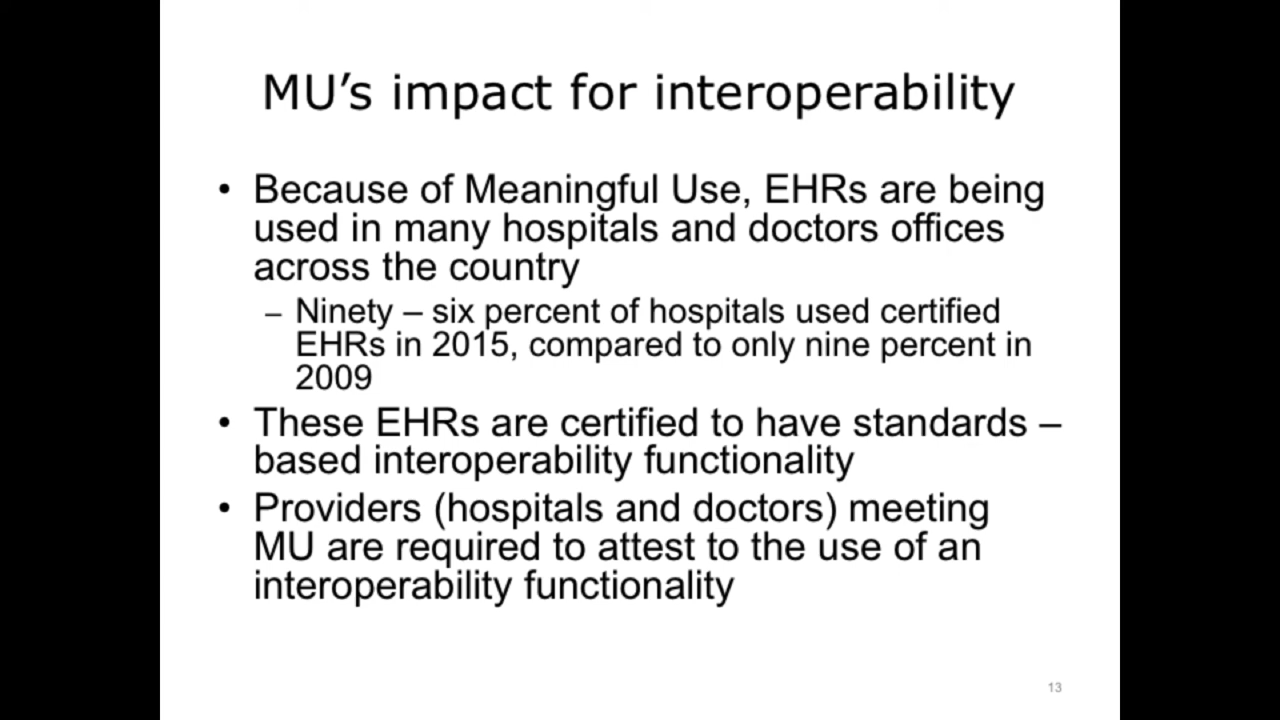 MU’s impact for interoperability
• Because of Meaningful Use, EHRs are being
used in many hospitals and doctors offices
across the country
– Ninety – six percent of hospitals used certified
EHRs in 2015, compared to only nine percent in
2009
• These EHRs are certified to have standards –
based interoperability functionality
• Providers (hospitals and doctors) meeting
MU are required to attest to the use of an
interoperability functionality
13